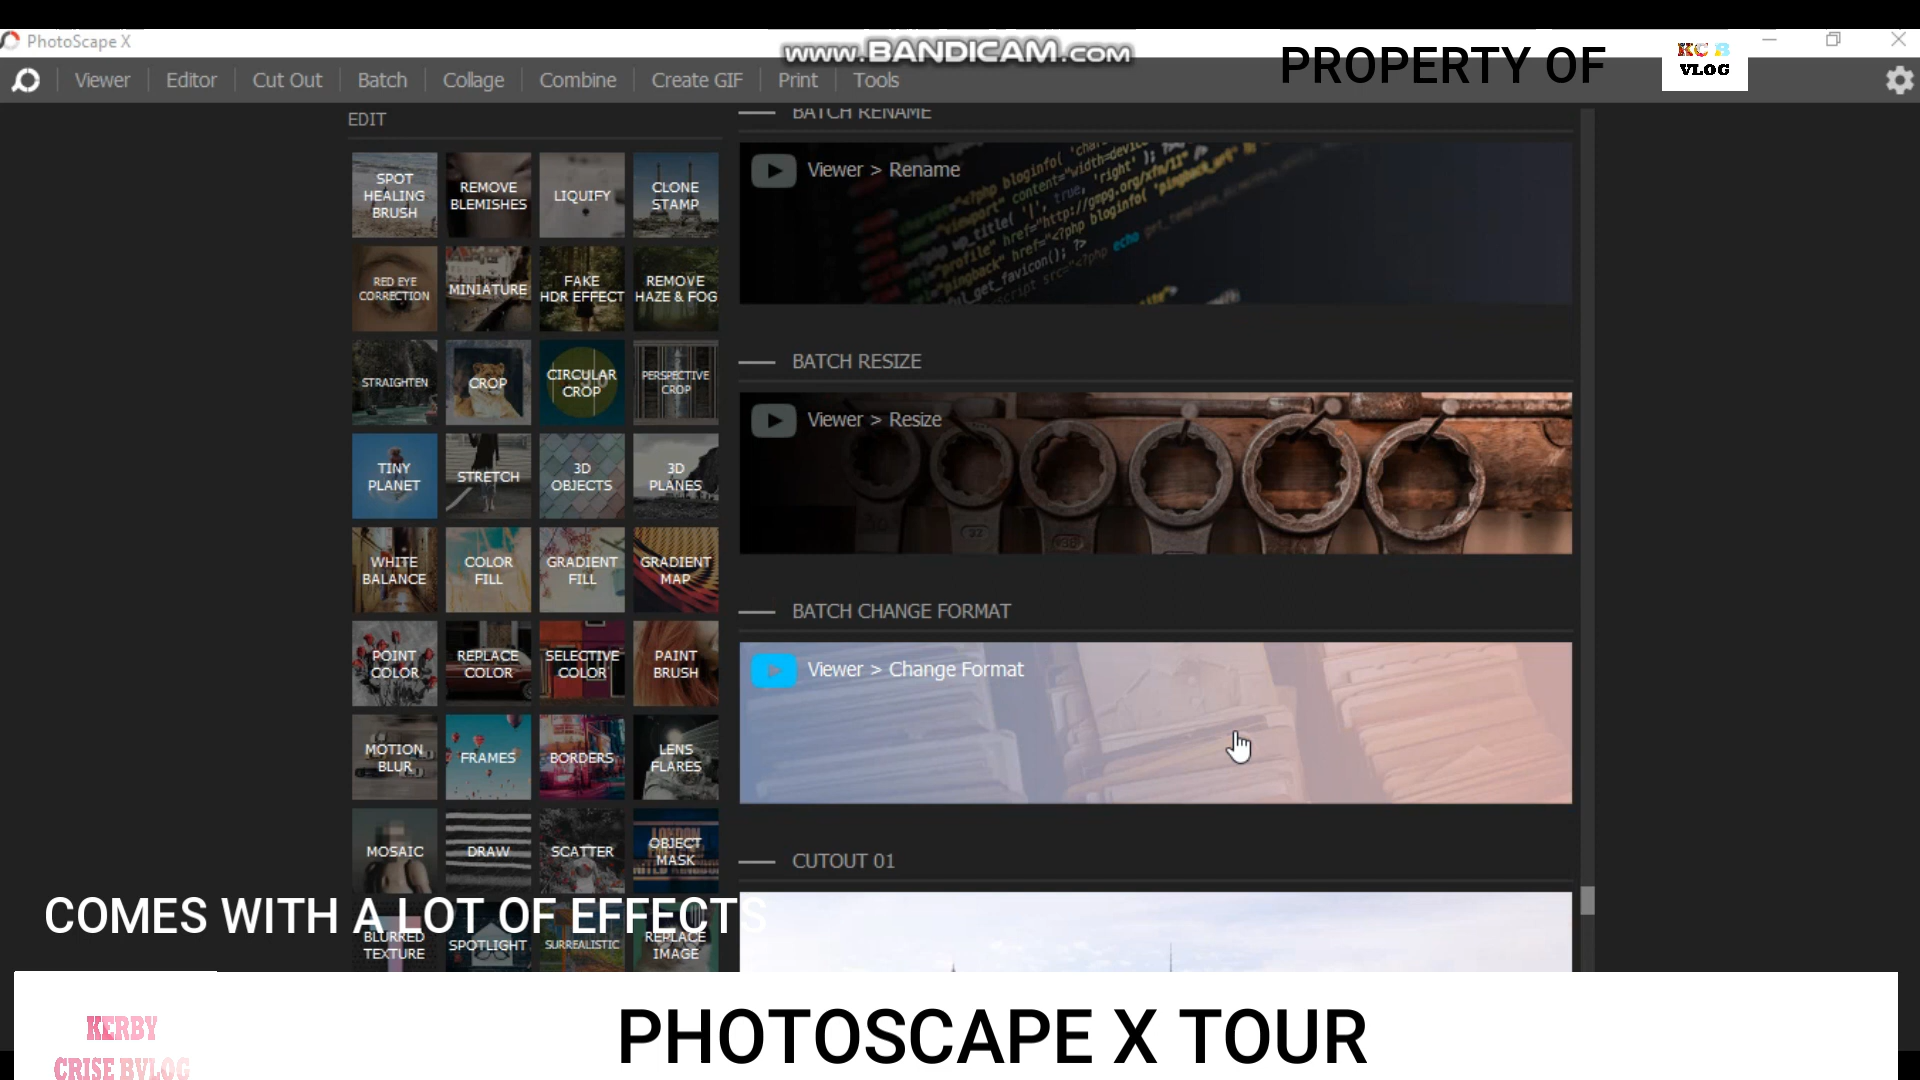 PhotoScape X
www.BANDICAM.com
PROPERTY OF
KCB
VLOG
Viewer
Editor
Cut Out
Batch
Collage
Combine
Create GIF
Print
Tools
EDIT
SPOT
HEALING
BRUSH
REMOVE
BLEMISHES
LIQUIFY
CLONE
STAMP
RED EYE
CORRECTION
MINIATURE
FAKE
HDR EFFECT
REMOVE
HAZE & FOG
STRAIGHTEN
CROP
CIRCULAR
CROP
PERSPECTIVE
CROP
TINY
PLANET
STRETCH
3D
OBJECTS
3D
PLANES
WHITE
BALANCE
COLOR
FILL
GRADIENT
FILL
GRADIENT
MAP
POINT
COLOR
REPLACE
COLOR
SELECTIVE
COLOR
PAINT
BRUSH
MOTION
BLUR
FRAMES
BORDERS
LENS
FLARES
MOSAIC
DRAW
SCATTER
OBJECT
MASK
BLURRED
TEXTURE
SPOTLIGHT
SURREALISTIC
REPLACE
IMAGE
BATCH RENAME
Viewer > Rename
BATCH RESIZE
Viewer > Resize
BATCH CHANGE FORMAT
Viewer > Change Format
CUTOUT 01
COMES WITH A LOT OF EFFECTS
KERBY
CRISE BVLOG
PHOTOSCAPE X TOUR